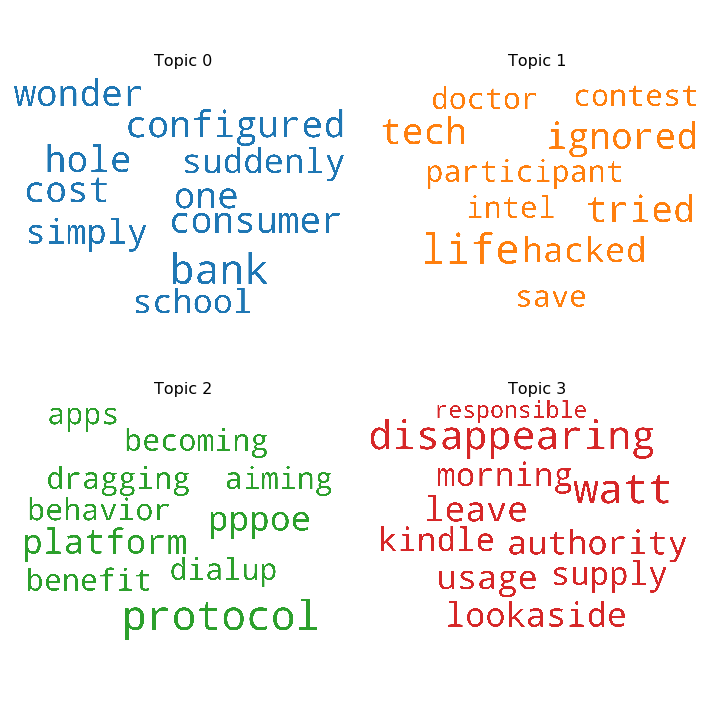 Topic 0
wonder
configured
hole
suddenly
cost
one
consumer
simply
bank
school
Topic 1
doctor
contest
tech
ignored
participant
intel
tried
life
hacked
save
Topic 2
apps
becoming
dragging
aiming
behavior
pppoe
platform
dialup
benefit
protocol
Topic 3
responsible
disappearing
morning
watt
leave
kindle
authority
usage
supply
lookaside